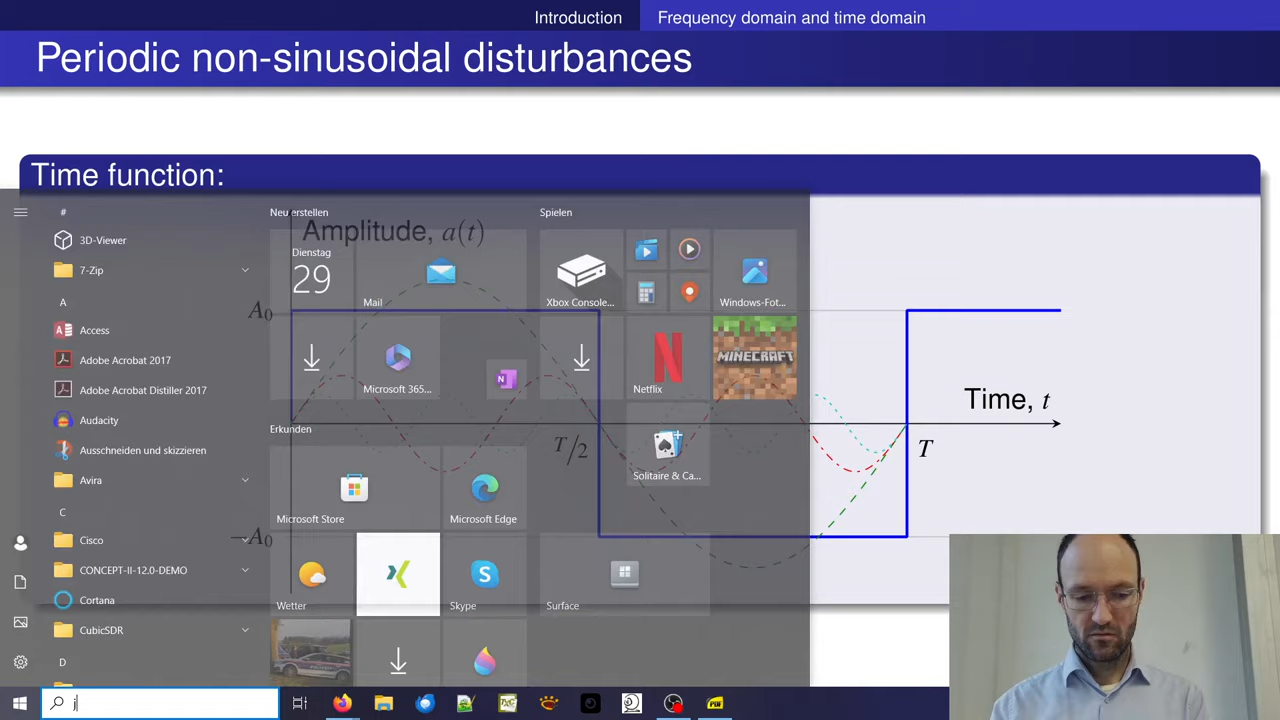 Introduction
Frequency domain and time domain
Periodic non-sinusoidal disturbances
Time function:
Amplitude, a(t)
A0
T/2
−A0
Time, t
T
#
3D-Viewer
7-Zip
A
Access
Adobe Acrobat 2017
Adobe Acrobat Distiller 2017
Audacity
Ausschneiden und skizzieren
Avira
C
Cisco
CONCEPT-II-12.0-DEMO
Cortana
CubicSDR
D
Neu erstellen
Dienstag
29
Mail
Microsoft 365...
Erkunden
Microsoft Store
Microsoft Edge
Wetter
Skype
Spielen
Xbox Console...
Windows-Fot...
Netflix
MINECRAFT
Solitaire & Ca...
Surface
j